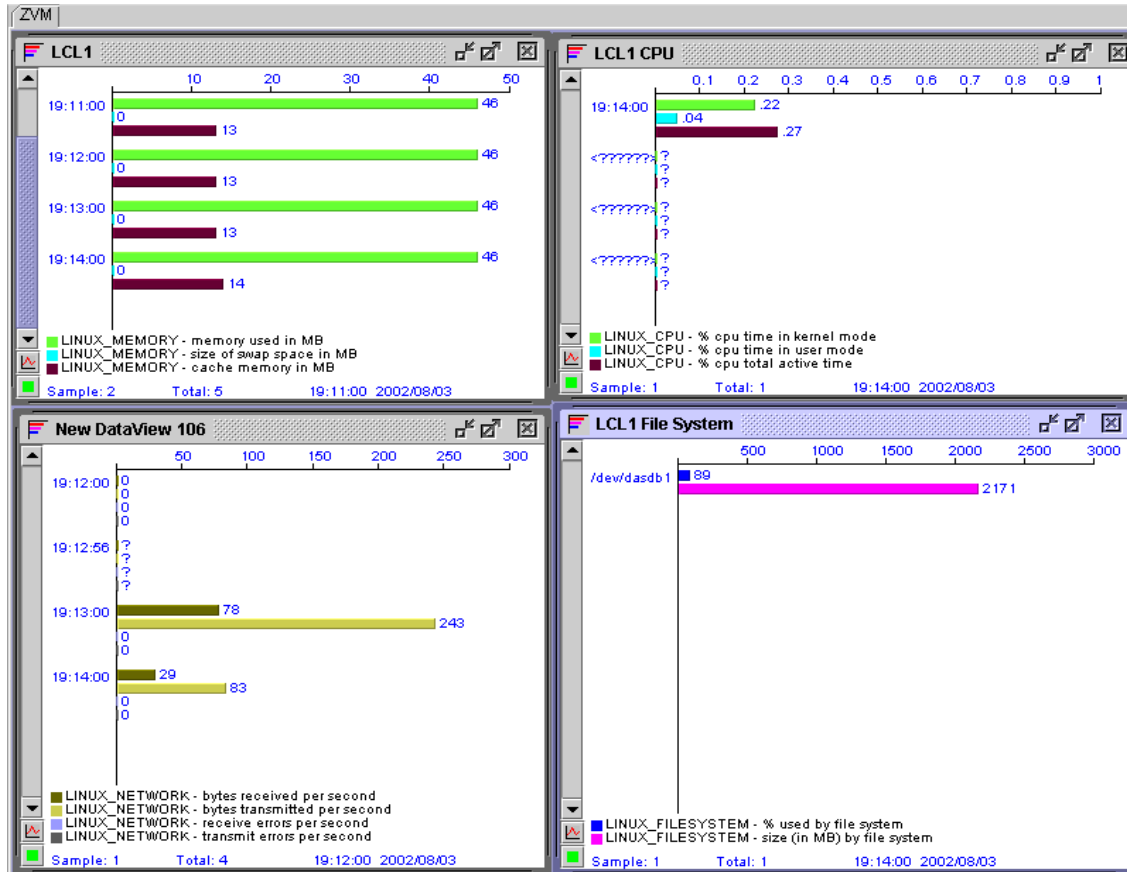 ZVM
LCL1
10 20 30 40 50
19:11:00 46
0
13
19:12:00 46
0
13
19:13:00 46
0
13
19:14:00 46
0
14
LINUX_MEMORY - memory used in MB
LINUX_MEMORY - size of swap space in MB
LINUX_MEMORY - cache memory in MB
Sample: 2 Total: 5 19:11:00 2002/08/03
LCL1 CPU
0.1 0.2 0.3 0.4 0.5 0.6 0.7 0.8 0.9 1
19:14:00 .22
.04
.27
<??????> ?
?
?
<??????> ?
?
?
<??????> ?
?
?
LINUX_CPU - % cpu time in kernel mode
LINUX_CPU - % cpu time in user mode
LINUX_CPU - % cpu total active time
Sample: 1 Total: 1 19:14:00 2002/08/03
New DataView 106
50 100 150 200 250 300
19:12:00 0
0
0
0
19:12:56 ?
?
?
?
19:13:00 78
243
0
0
19:14:00 29
83
0
0
LINUX_NETWORK - bytes received per second
LINUX_NETWORK - bytes transmitted per second
LINUX_NETWORK - receive errors per second
LINUX_NETWORK - transmit errors per second
Sample: 1 Total: 4 19:12:00 2002/08/03
LCL1 File System
500 1000 1500 2000 2500 3000
/dev/dasdb1 89
2171
LINUX_FILESYSTEM - % used by file system
LINUX_FILESYSTEM - size (in MB) by file system
Sample: 1 Total: 1 19:14:00 2002/08/03